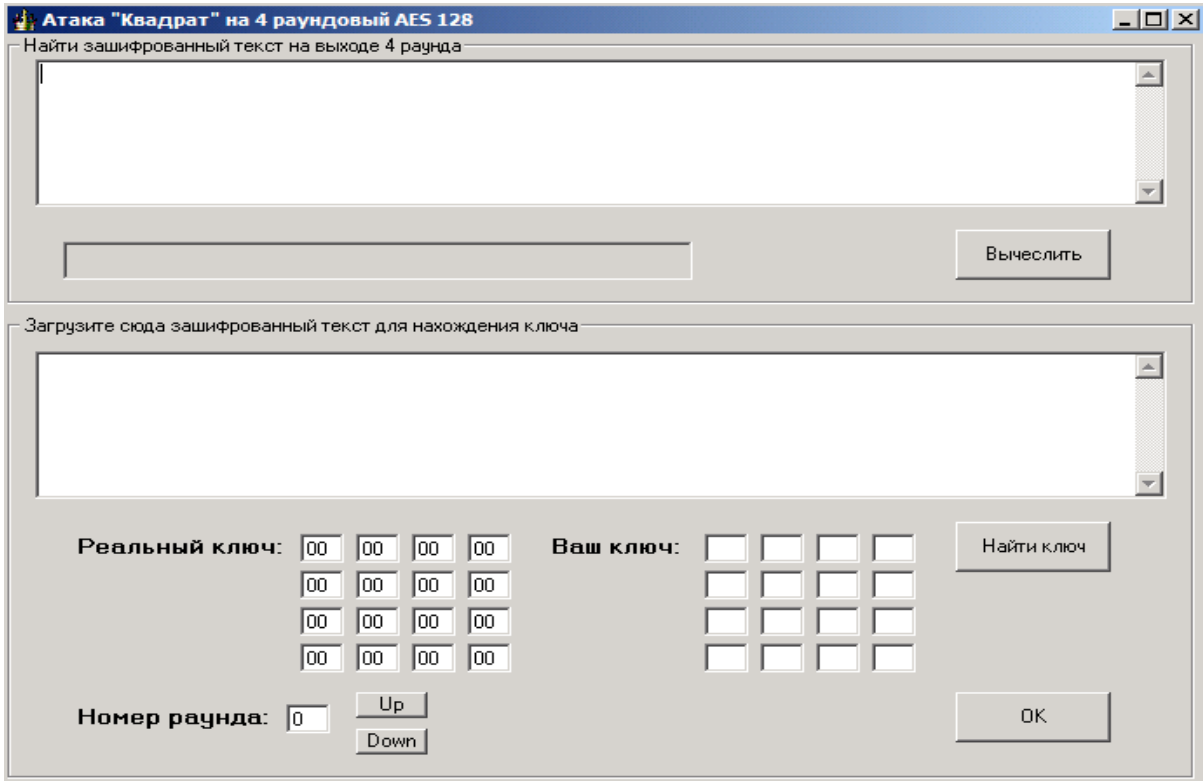 Атака "Квадрат" на 4 раундовый AES 128
Найти зашифрованный текст на выходе 4 раунда
Вычеслить
Загрузите сюда зашифрованный текст для нахождения ключа
Реальный ключ: 00 00 00 00 Ваш ключ: Найти ключ
00 00 00 00
00 00 00 00
00 00 00 00
Up
Номер раунда: 0 OK
Down